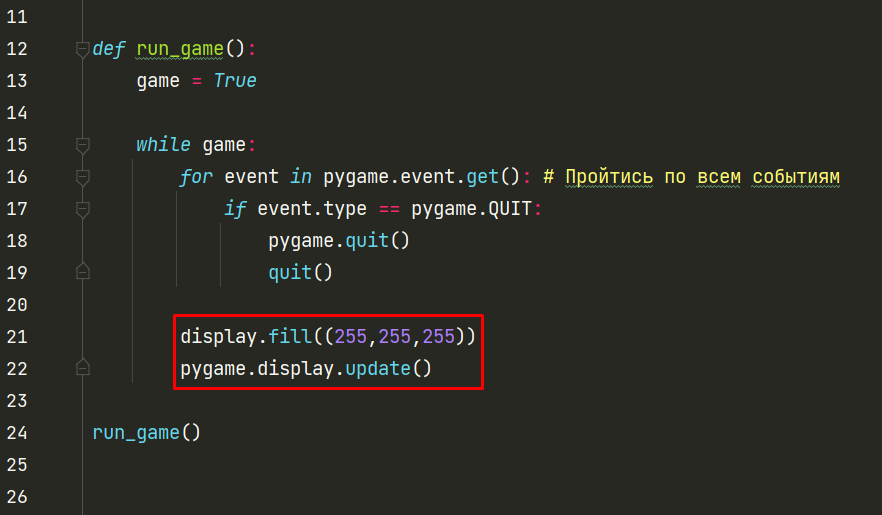 11
12 def run_game():
13 game = True
14
15 while game:
16 for event in pygame.event.get(): # Пройтись по всем событиям
17 if event.type == pygame.QUIT:
18 pygame.quit()
19 quit()
20
21 display.fill((255,255,255))
22 pygame.display.update()
23
24 run_game()
25
26